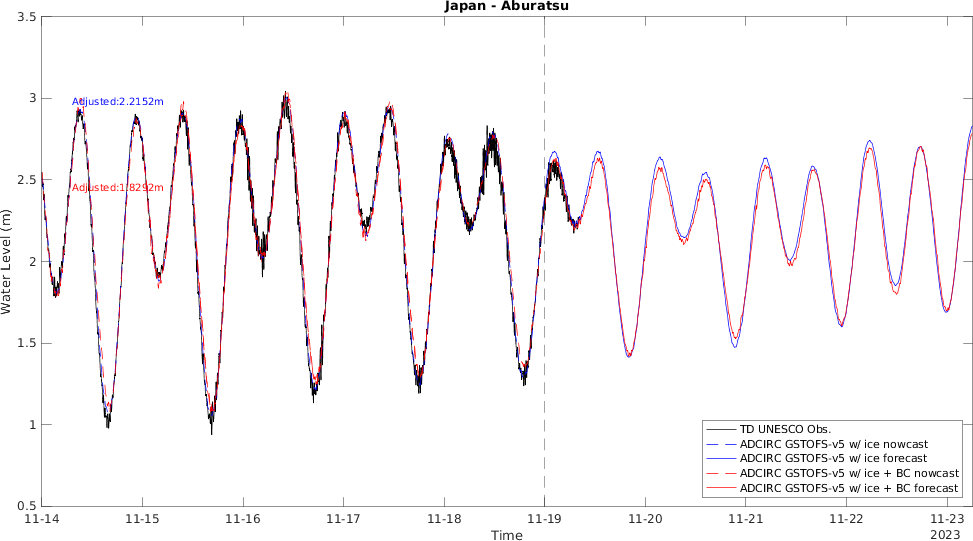 Japan - Aburatsu
3.5
3
2.5
2
1.5
1
0.5
Water Level (m)
Adjusted:2.2152m
Adjusted:1.8292m
TD UNESCO Obs.
ADCIRC GSTOFS-v5 w/ ice nowcast
ADCIRC GSTOFS-v5 w/ ice forecast
ADCIRC GSTOFS-v5 w/ ice + BC nowcast
ADCIRC GSTOFS-v5 w/ ice + BC forecast
11-14 11-15 11-16 11-17 11-18 11-19 11-20 11-21 11-22 11-23
Time
2023